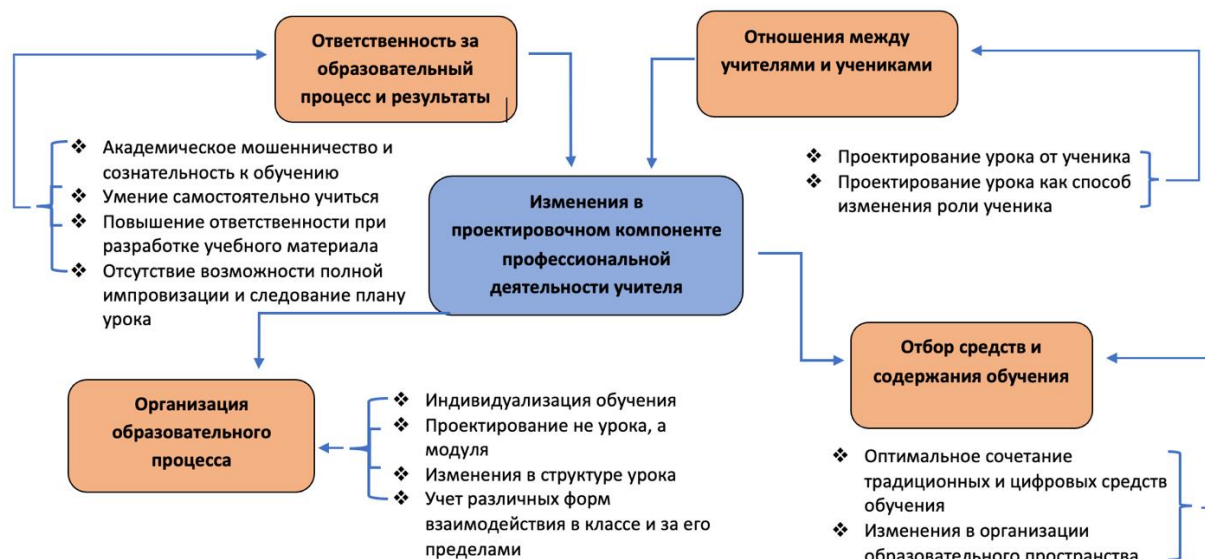 Ответственность за
образовательный
процесс и результаты
Отношения между
учителями и учениками
❖ Академическое мошенничество и
сознательность к обучению
❖ Умение самостоятельно учиться
❖ Повышение ответственности при
разработке учебного материала
❖ Отсутствие возможности полной
импровизации и следование плану
урока
❖ Проектирование урока от ученика
❖ Проектирование урока как способ
изменения роли ученика
Изменения в
проектировочном компоненте
профессиональной
деятельности учителя
Отбор средств и
содержания обучения
Организация
образовательного
процесса
❖ Индивидуализация обучения
❖ Проектирование не урока, а
модуля
❖ Изменения в структуре урока
❖ Учет различных форм
взаимодействия в классе и за его
пределами
❖ Оптимальное сочетание
традиционных и цифровых средств
обучения
❖ Изменения в организации
образовательного пространства